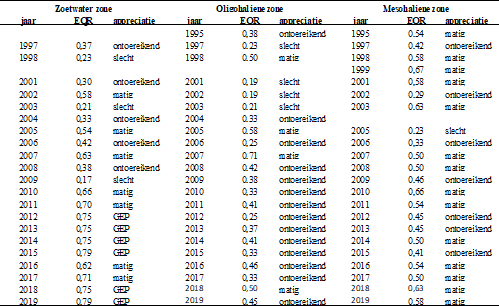 Zoetwater zone Oligohaliene zone Mesohaliene zone
jaar EQR appreciatie jaar EQR appreciatie jaar EQR appreciatie
1995 0,38 ontoereikend 1995 0,54 matig
1997 0,37 ontoereikend 1997 0,23 slecht 1997 0,42 ontoereikend
1998 0,23 slecht 1998 0,50 matig 1998 0,58 matig
1999 0,67 matig
2001 0,30 ontoereikend 2001 0,19 slecht 2001 0,58 matig
2002 0,58 matig 2002 0,19 slecht 2002 0,29 ontoereikend
2003 0,21 slecht 2003 0,21 slecht 2003 0,63 matig
2004 0,33 ontoereikend 2004 0,33 ontoereikend
2005 0,54 matig 2005 0,58 matig 2005 0,23 slecht
2006 0,42 ontoereikend 2006 0,25 ontoereikend 2006 0,33 ontoereikend
2007 0,63 matig 2007 0,71 matig 2007 0,50 matig
2008 0,38 ontoereikend 2008 0,42 ontoereikend 2008 0,50 matig
2009 0,17 slecht 2009 0,38 ontoereikend 2009 0,46 ontoereikend
2010 0,66 matig 2010 0,33 ontoereikend 2010 0,66 matig
2011 0,70 matig 2011 0,41 ontoereikend 2011 0,54 matig
2012 0,75 GEP 2012 0,25 ontoereikend 2012 0,45 ontoereikend
2013 0,75 GEP 2013 0,37 ontoereikend 2013 0,45 ontoereikend
2014 0,75 GEP 2014 0,41 ontoereikend 2014 0,50 matig
2015 0,79 GEP 2015 0,33 ontoereikend 2015 0,41 ontoereikend
2016 0,62 matig 2016 0,46 ontoereikend 2016 0,54 matig
2017 0,71 matig 2017 0,33 ontoereikend 2017 0,50 matig
2018 0,75 GEP 2018 0,50 matig 2018 0,63 matig
2019 0,79 GEP 2019 0,45 ontoereikend 2019 0,58 matig